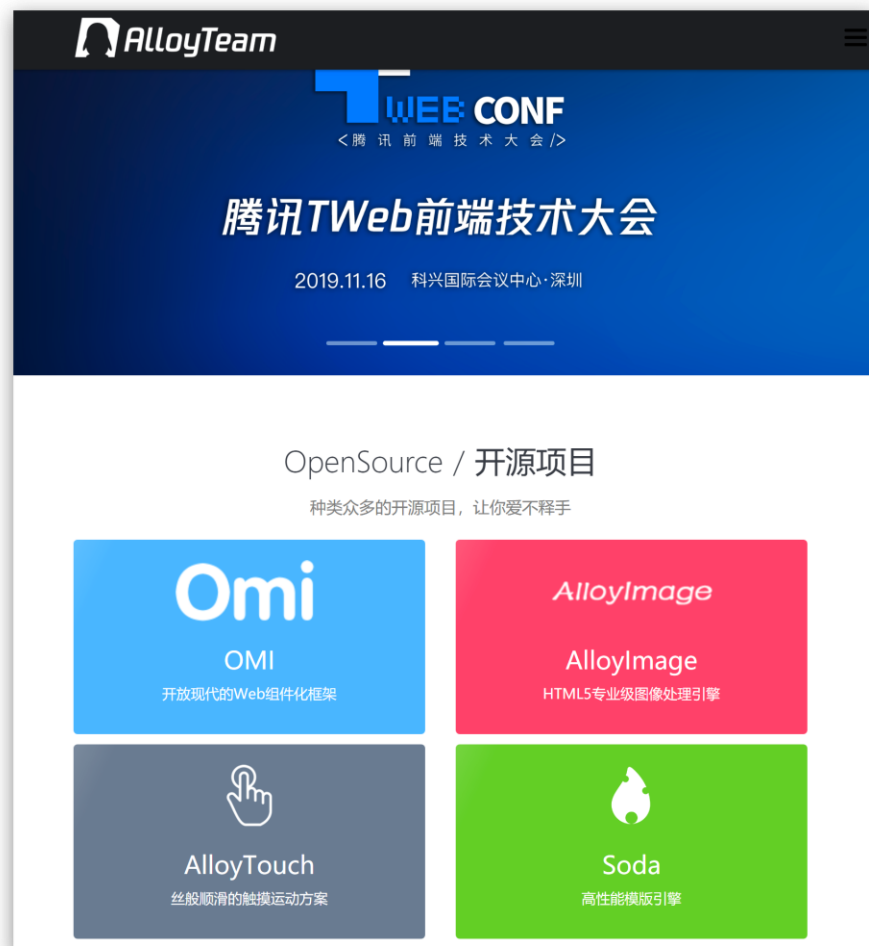 AlloyTeam
WEB CONF
<腾讯前端技术大会/>
腾讯TWeb前端技术大会
2019.11.16 科兴国际会议中心·深圳
OpenSource / 开源项目
种类众多的开源项目，让你爱不释手
Omi
OMI
开放现代的Web组件化框架
AlloyImage
AlloyImage
HTML5专业级图像处理引擎
AlloyTouch
丝般顺滑的触摸运动方案
Soda
高性能模版引擎